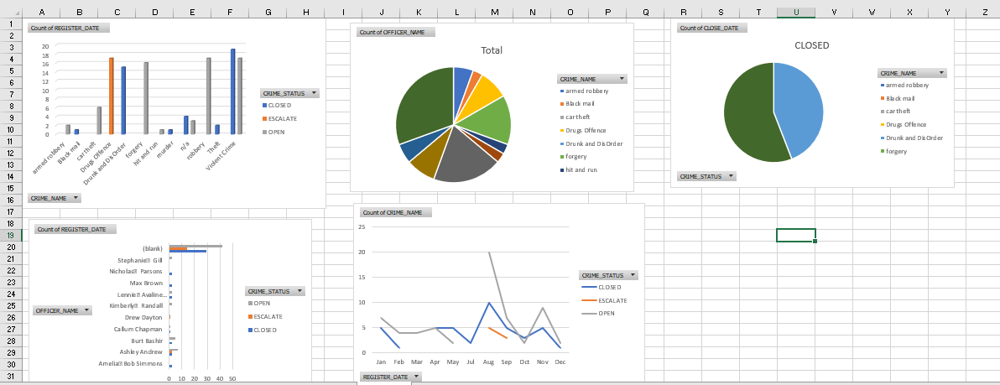 A B C D E F G H I J K L M N O P Q R S T U V W X Y Z
1
2
3
4
5
6
7
8
9
10
11
12
13
14
15
16
17
18
19
20
21
22
23
24
25
26
27
28
29
30
31
Count of REGISTER_DATE
20
18
16
14
12
10
8
6
4
2
0
armed robbery
Black mail
car theft
Drugs Offence
Drunk and DisOrder
forgery
hit and run
murder
n/a
robbery
Theft
Violent Crime
CRIME_STATUS
CLOSED
ESCALATE
OPEN
CRIME_NAME
Count of OFFICER_NAME
Total
CRIME_NAME
armed robbery
Black mail
car theft
Drugs Offence
Drunk and DisOrder
forgery
hit and run
Count of CLOSE_DATE
CLOSED
CRIME_NAME
armed robbery
Black mail
car theft
Drugs Offence
Drunk and DisOrder
forgery
CRIME_STATUS
Count of REGISTER_DATE
(blank)
Stephanie⍰ Gill
Nicholas⍰ Parsons
Max Brown
Lennie⍰ Avaline...
Kimberly⍰ Randall
Drew Dayton
Callum Chapman
Burt Bashir
Ashley Andrew
Amelia⍰ Bob Simmons
0 10 20 30 40 50
OFFICER_NAME
CRIME_STATUS
OPEN
ESCALATE
CLOSED
Count of CRIME_NAME
25
20
15
10
5
0
Jan Feb Mar Apr May Jul Aug Sep Oct Nov Dec
CRIME_STATUS
CLOSED
ESCALATE
OPEN
REGISTER_DATE